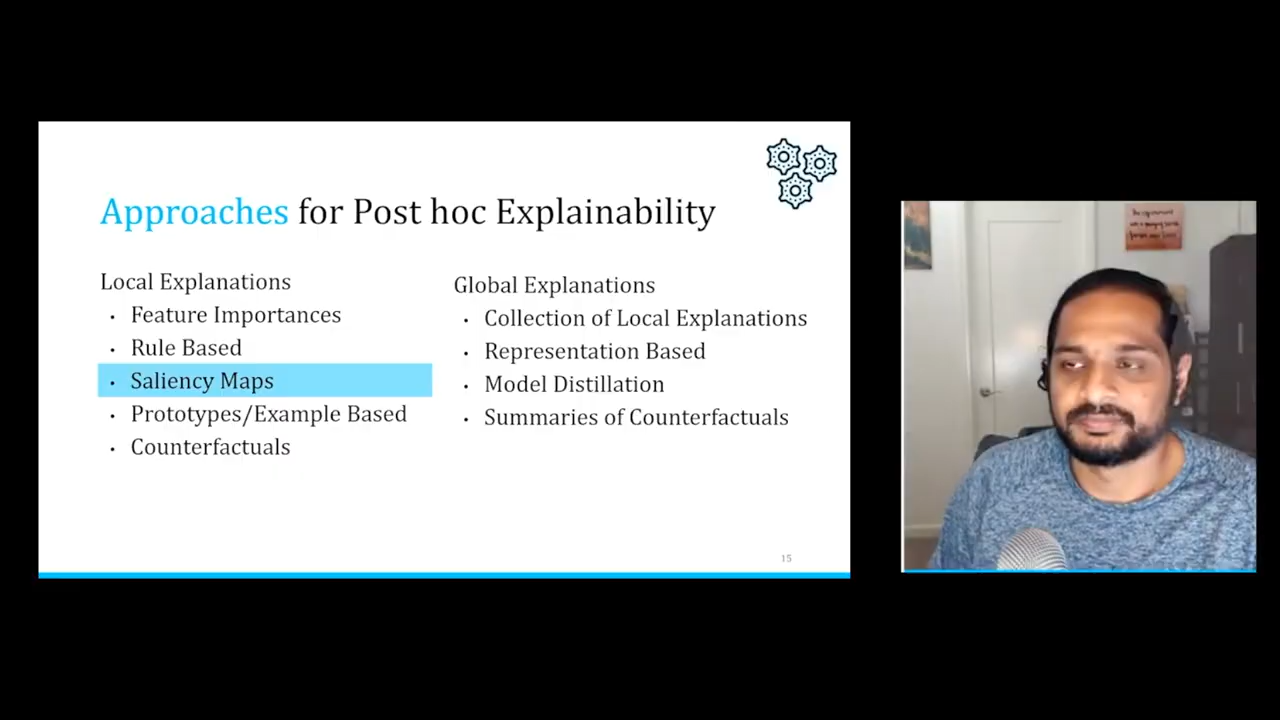 Approaches for Post hoc Explainability
Local Explanations
• Feature Importances
• Rule Based
• Saliency Maps
• Prototypes/Example Based
• Counterfactuals
Global Explanations
• Collection of Local Explanations
• Representation Based
• Model Distillation
• Summaries of Counterfactuals
15